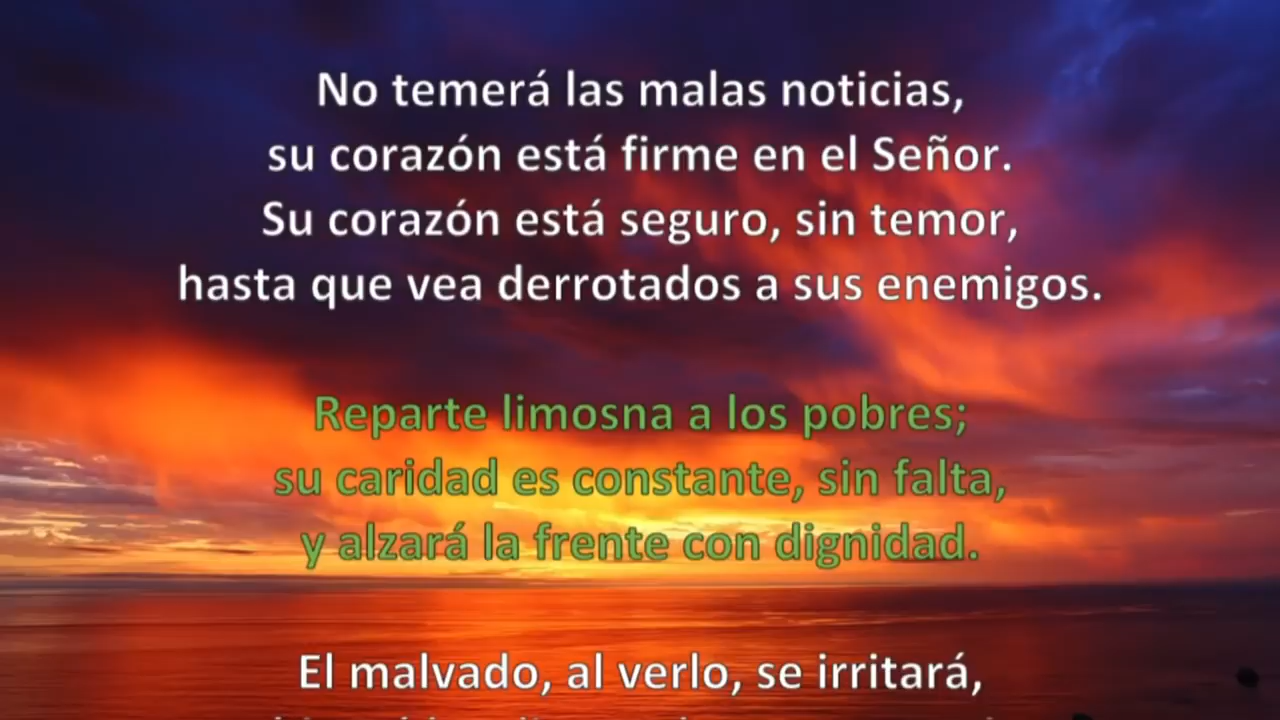 No temerá las malas noticias,
su corazón está firme en el Señor.
Su corazón está seguro, sin temor,
hasta que vea derrotados a sus enemigos.
Reparte limosna a los pobres;
su caridad es constante, sin falta,
y alzará la frente con dignidad.
El malvado, al verlo, se irritará,